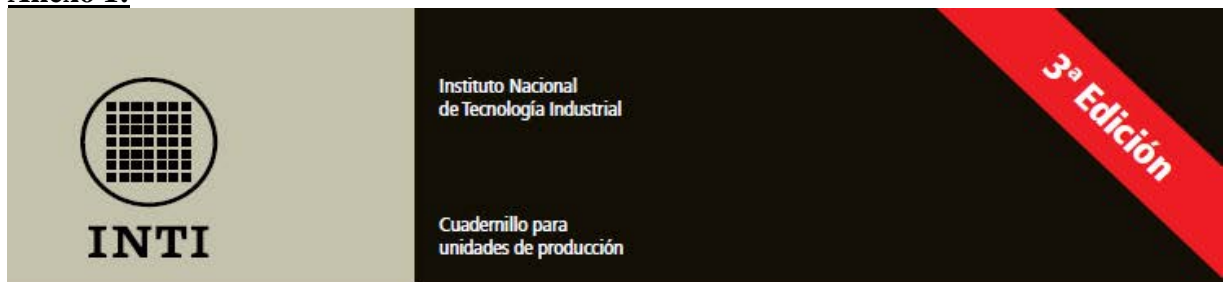 Instituto Nacional
de Tecnología Industrial
3ª Edición
INTI
Cuadernillo para
unidades de producción